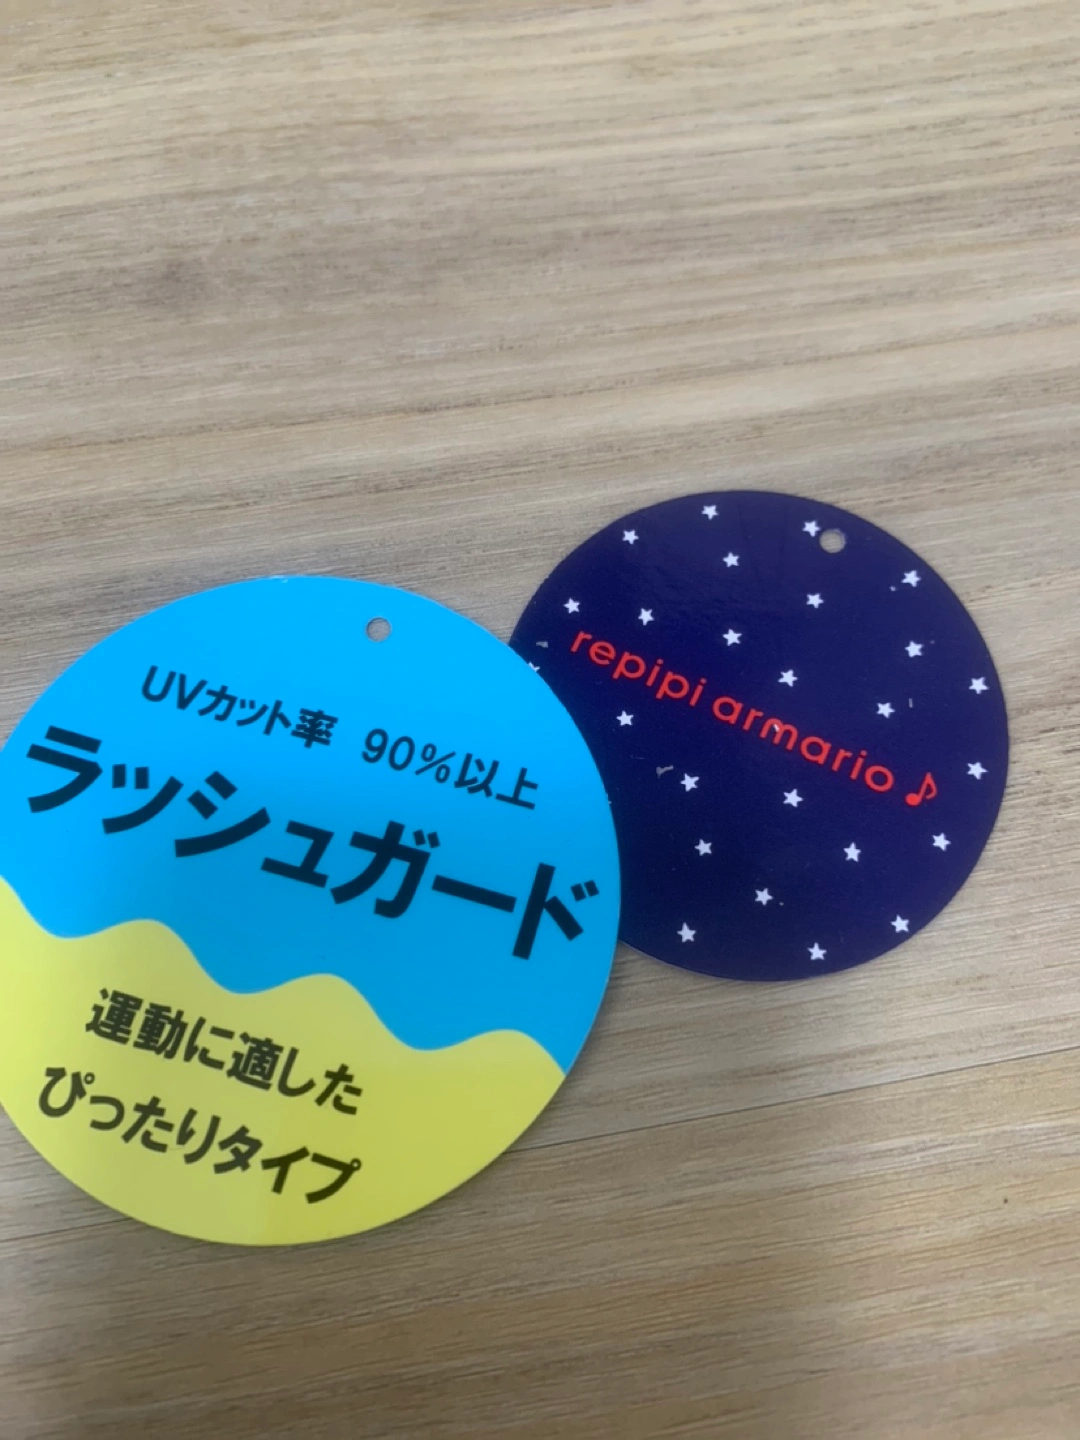 UVカット率 90%以上
ラッシュガード
運動に適した
ぴったりタイプ
repipi armario♪